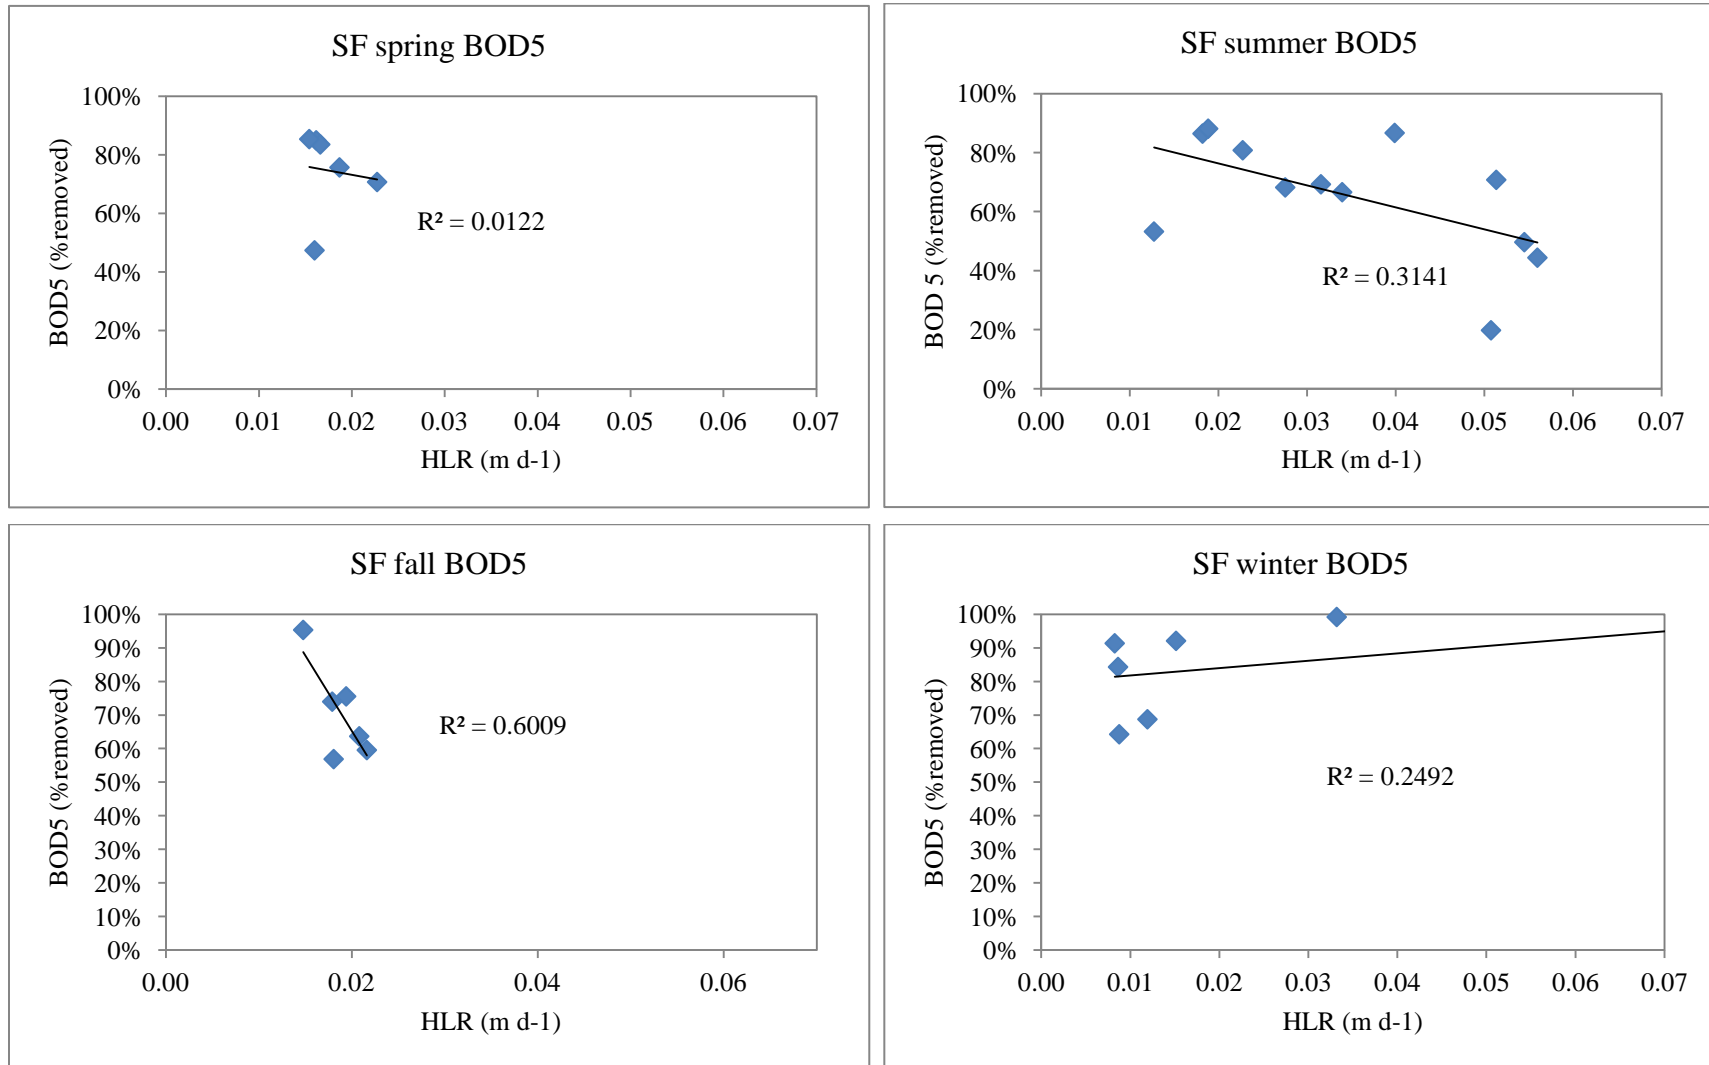 SF spring BOD5
100%
80%
60%
40%
20%
0%
BOD5 (%removed)
R² = 0.0122
0.00 0.01 0.02 0.03 0.04 0.05 0.06 0.07
HLR (m d-1)
SF summer BOD5
100%
80%
60%
40%
20%
0%
BOD 5 (%removed)
R² = 0.3141
0.00 0.01 0.02 0.03 0.04 0.05 0.06 0.07
HLR (m d-1)
SF fall BOD5
100%
90%
80%
70%
60%
50%
40%
30%
20%
10%
0%
BOD5 (%removed)
R² = 0.6009
0.00 0.02 0.04 0.06
HLR (m d-1)
SF winter BOD5
100%
90%
80%
70%
60%
50%
40%
30%
20%
10%
0%
BOD5 (%removed)
R² = 0.2492
0.00 0.01 0.02 0.03 0.04 0.05 0.06 0.07
HLR (m d-1)